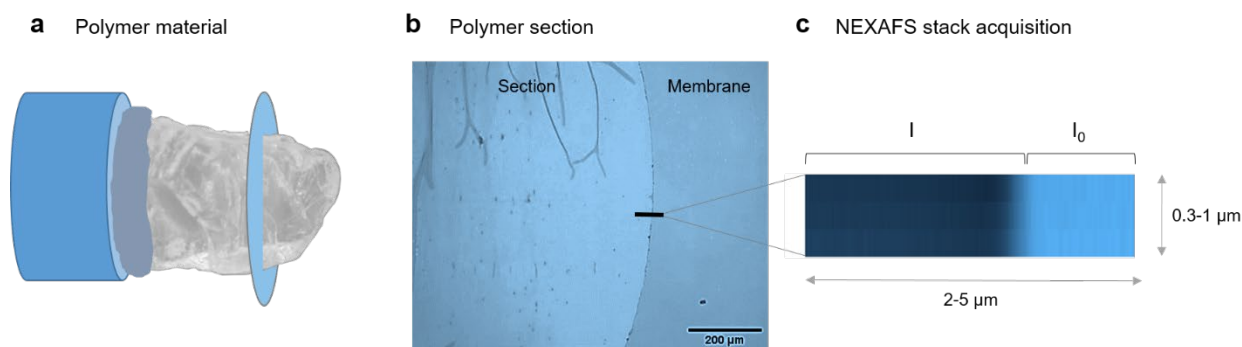 a Polymer material
b Polymer section
c NEXAFS stack acquisition
Section
Membrane
200 µm
I
I₀
0.3-1 µm
2-5 µm